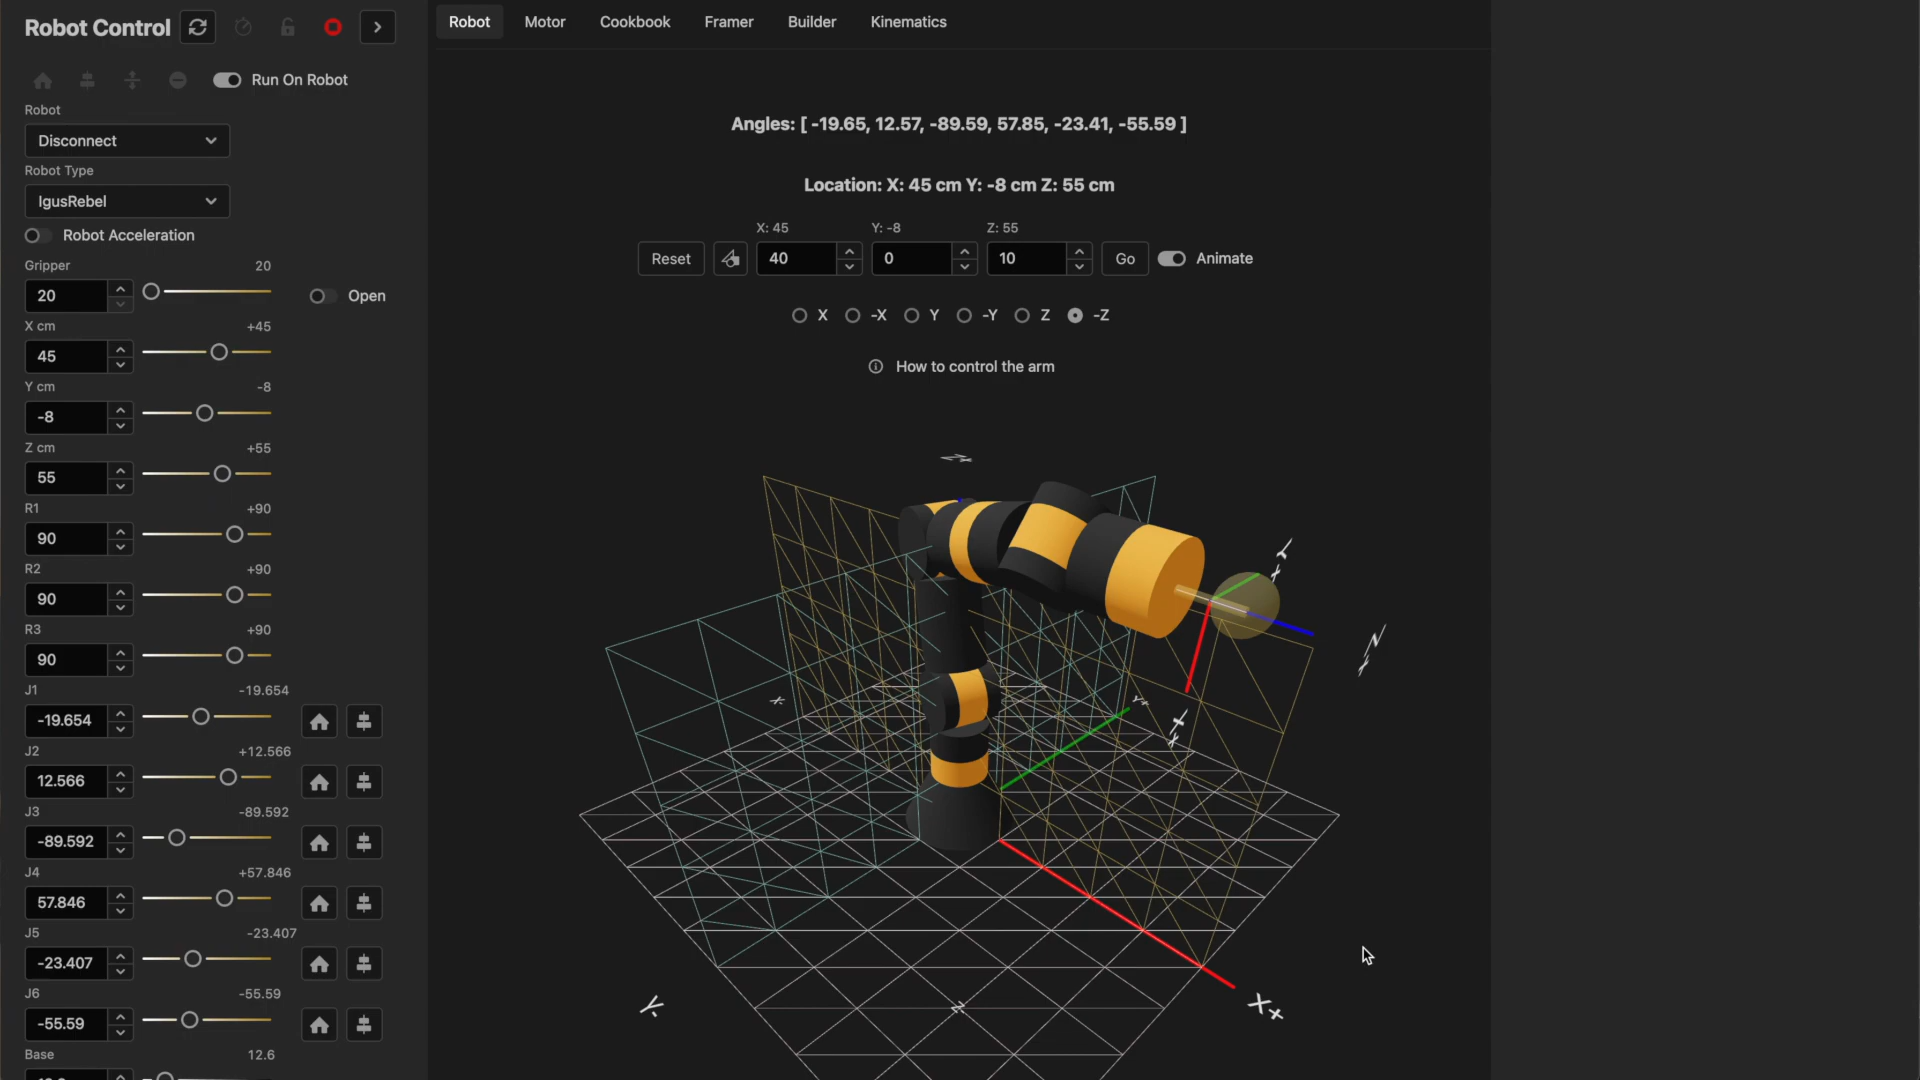 Robot Control
Run On Robot
Robot
Disconnect
Robot Type
IgusRebel
Robot Acceleration
Gripper 20
20
Open
X cm +45
45
Y cm -8
-8
Z cm +55
55
R1 +90
90
R2 +90
90
R3 +90
90
J1 -19.654
-19.654
J2 +12.566
12.566
J3 -89.592
-89.592
J4 +57.846
57.846
J5 -23.407
-23.407
J6 -55.59
-55.59
Base 12.6
Robot Motor Cookbook Framer Builder Kinematics
Angles: [ -19.65, 12.57, -89.59, 57.85, -23.41, -55.59 ]
Location: X: 45 cm Y: -8 cm Z: 55 cm
X: 45 Y: -8 Z: 55
Reset 40 0 10 Go Animate
X -X Y -Y Z -Z
How to control the arm
X-
Y+
Y-
X+